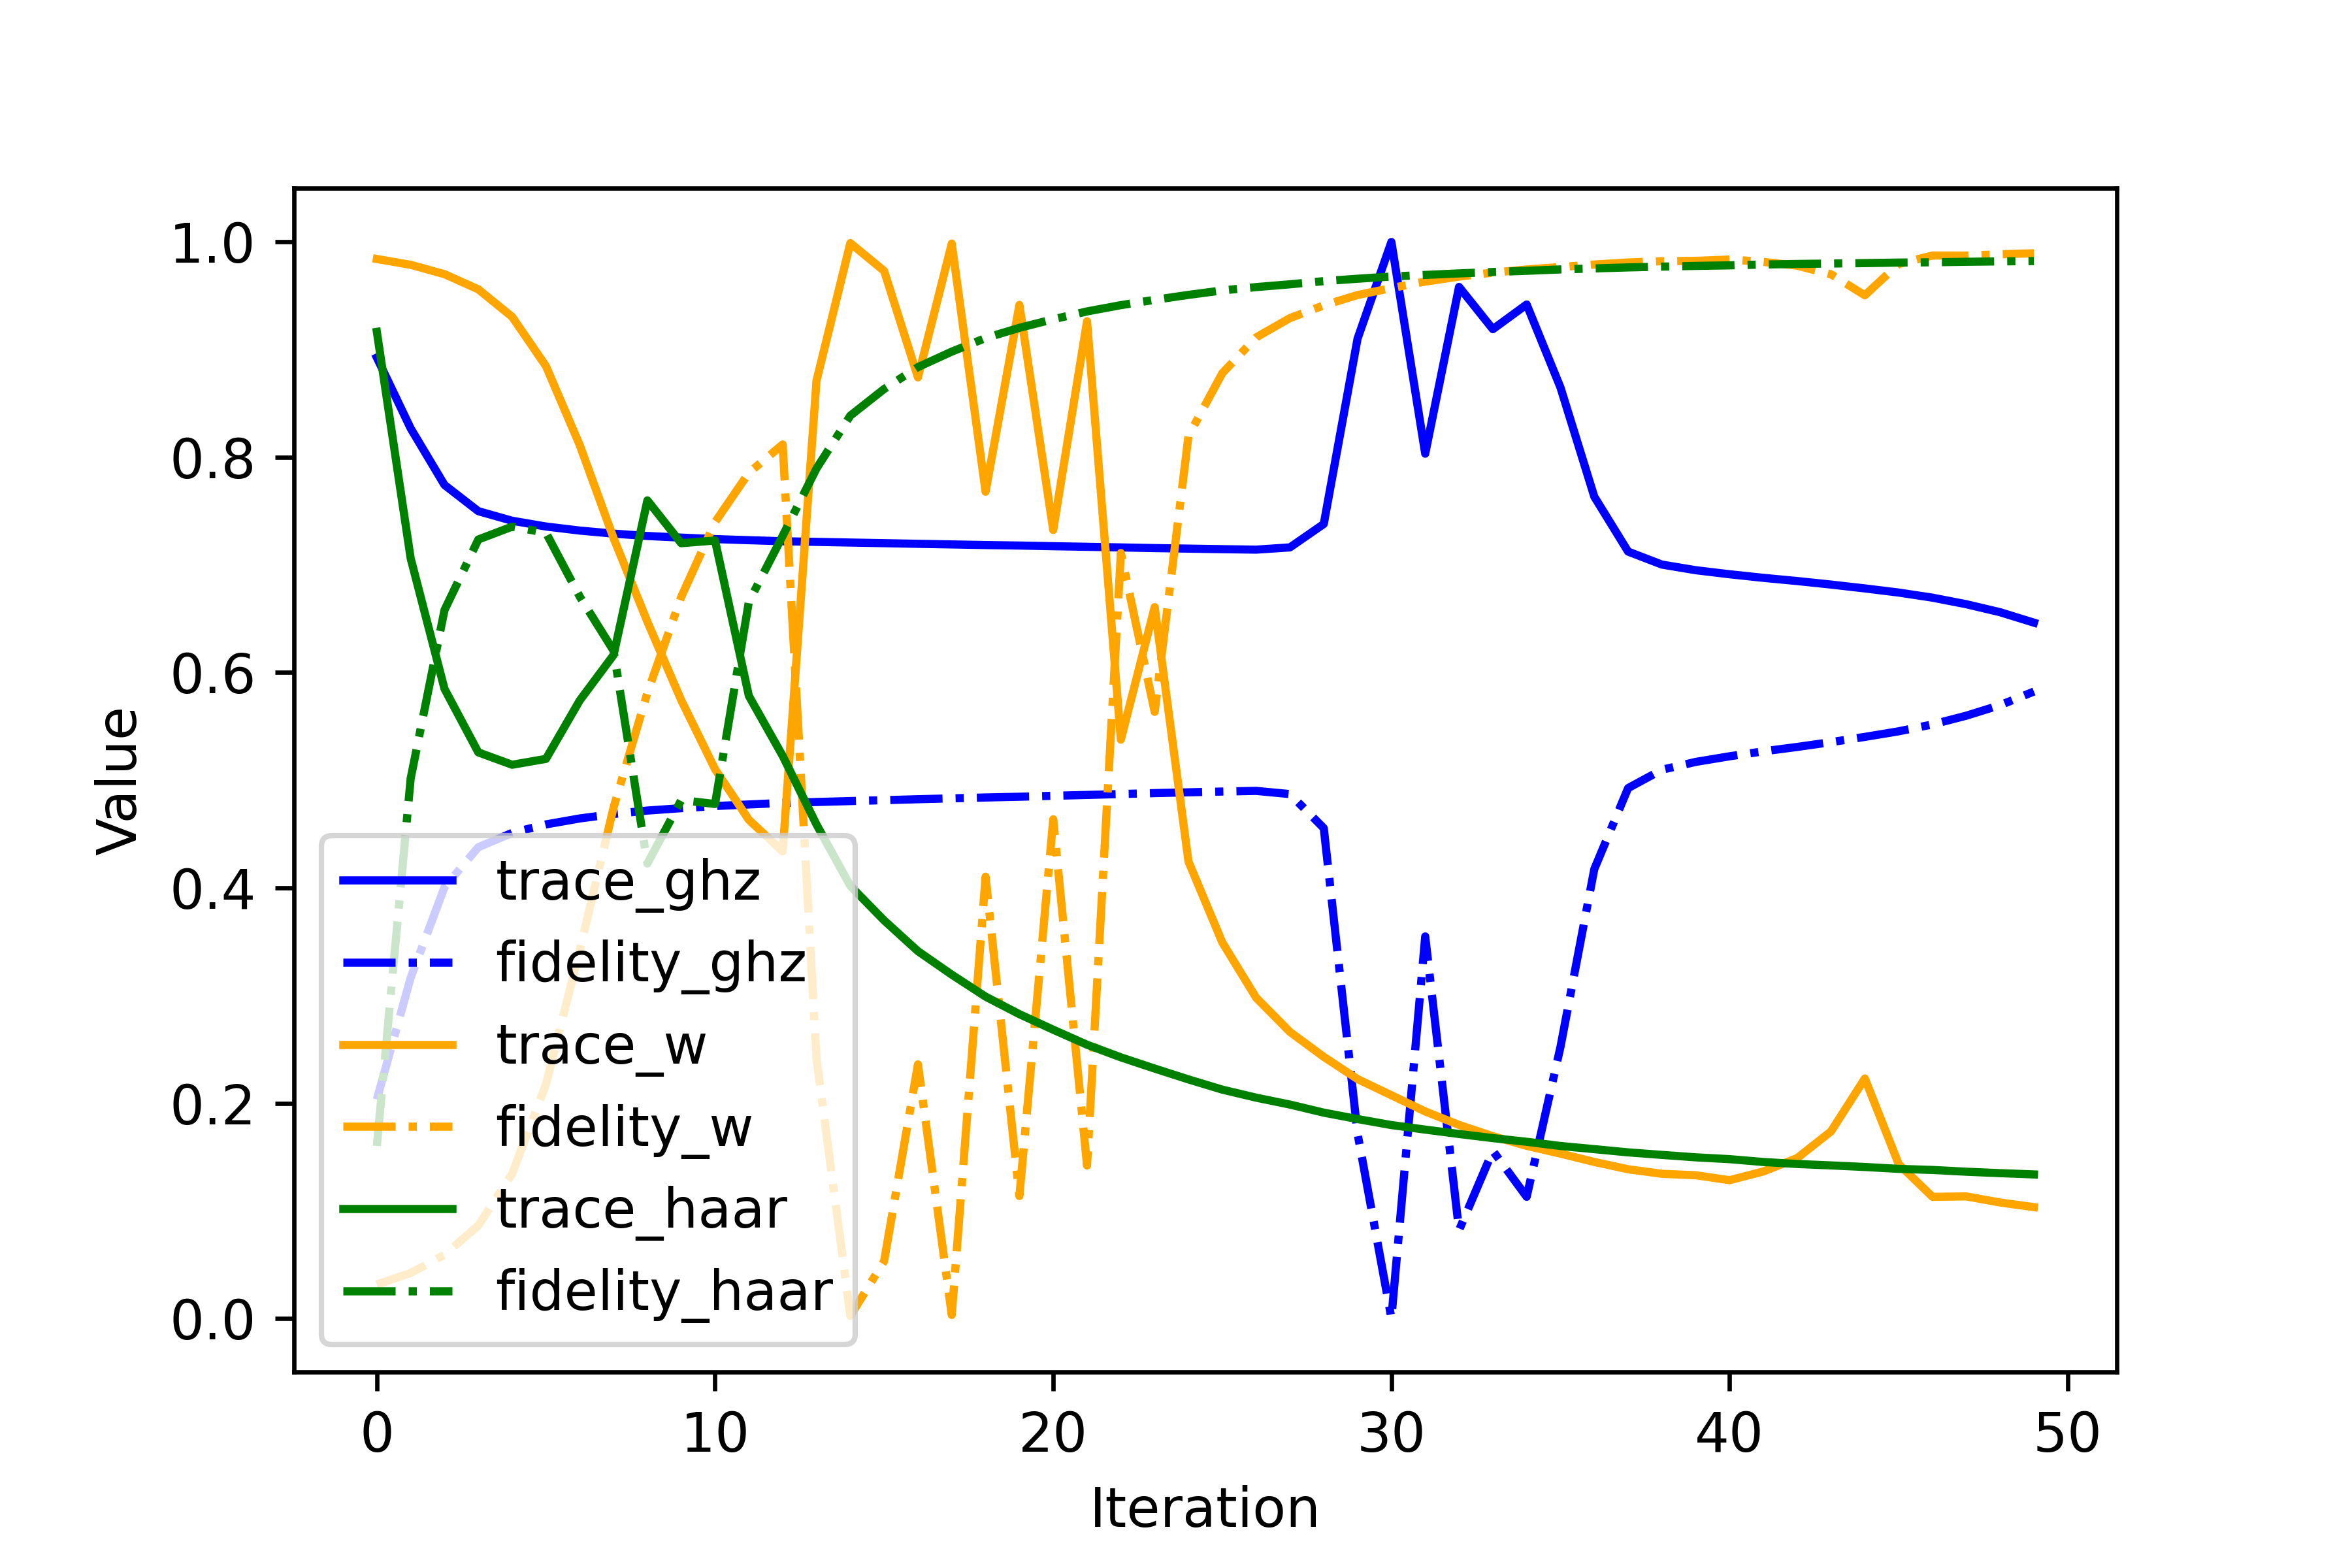 1.0
0.8
0.6
0.4
0.2
0.0
Value
trace_ghz
fidelity_ghz
trace_w
fidelity_w
trace_haar
fidelity_haar
0 10 20 30 40 50
Iteration